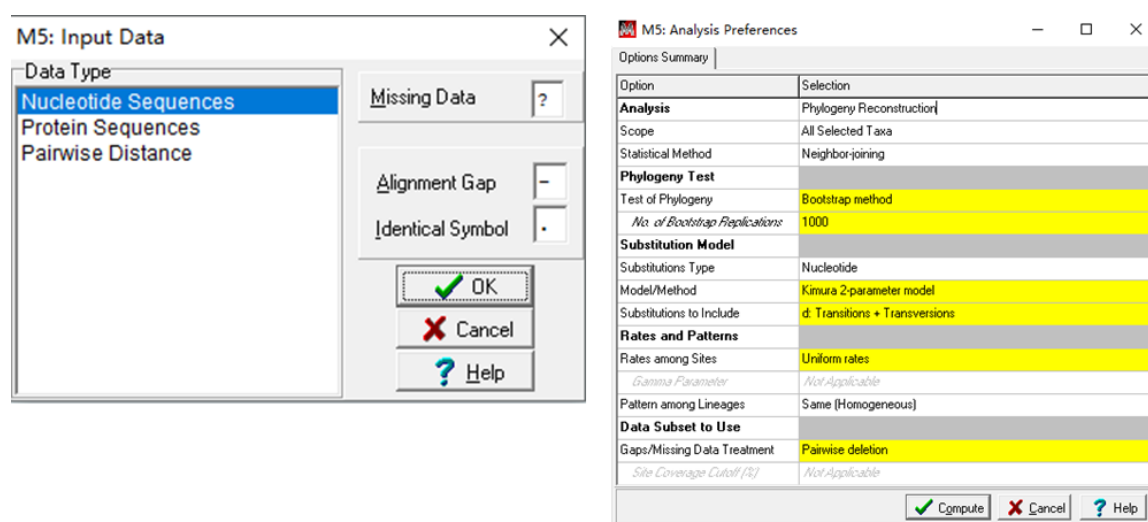 M5: Input Data
Data Type
Nucleotide Sequences
Protein Sequences
Pairwise Distance
Missing Data ?
Alignment Gap -
Identical Symbol .
OK
Cancel
Help
M5: Analysis Preferences
Options Summary
Option Selection
Analysis Phylogeny Reconstruction
Scope All Selected Taxa
Statistical Method Neighbor-joining
Phylogeny Test
Test of Phylogeny Bootstrap method
No. of Bootstrap Replications 1000
Substitution Model
Substitutions Type Nucleotide
Model/Method Kimura 2-parameter model
Substitutions to Include d: Transitions + Transversions
Rates and Patterns
Rates among Sites Uniform rates
Gamma Parameter Not Applicable
Pattern among Lineages Same (Homogeneous)
Data Subset to Use
Gaps/Missing Data Treatment Pairwise deletion
Site Coverage Cutoff (%) Not Applicable
Compute Cancel Help